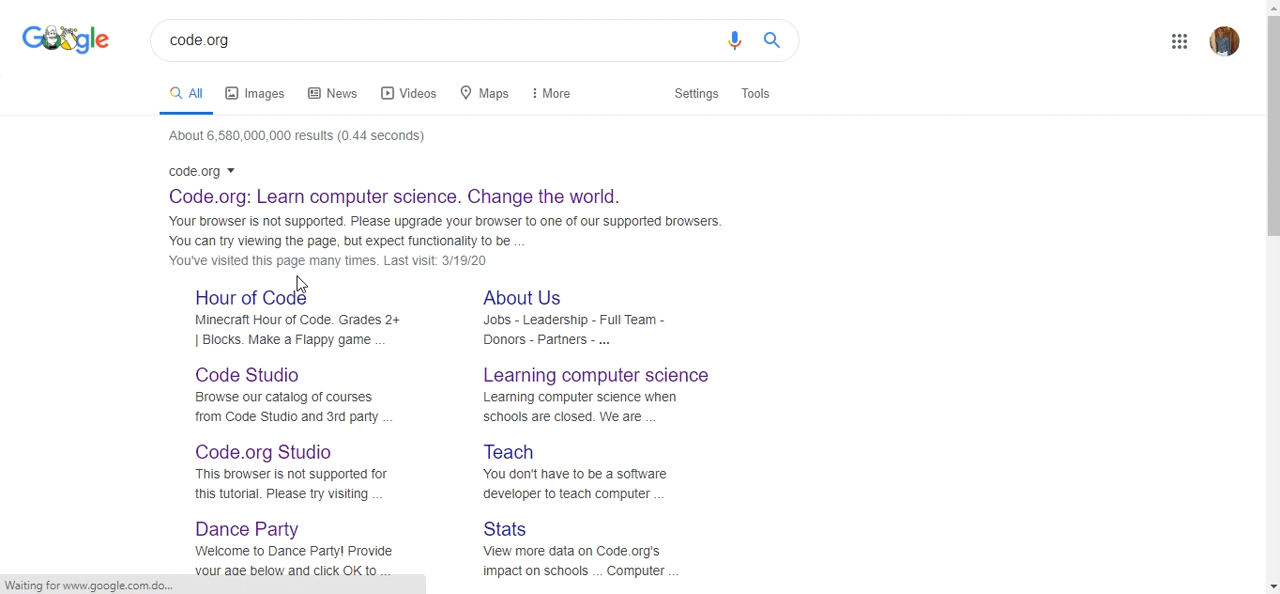 Google
code.org
All
Images
News
Videos
Maps
More
Settings
Tools
About 6,580,000,000 results (0.44 seconds)
code.org
Code.org: Learn computer science. Change the world.
Your browser is not supported. Please upgrade your browser to one of our supported browsers.
You can try viewing the page, but expect functionality to be ...
You've visited this page many times. Last visit: 3/19/20
Hour of Code
Minecraft Hour of Code. Grades 2+
| Blocks. Make a Flappy game ...
About Us
Jobs - Leadership - Full Team -
Donors - Partners - ...
Code Studio
Browse our catalog of courses
from Code Studio and 3rd party ...
Learning computer science
Learning computer science when
schools are closed. We are ...
Code.org Studio
This browser is not supported for
this tutorial. Please try visiting ...
Teach
You don't have to be a software
developer to teach computer ...
Dance Party
Welcome to Dance Party! Provide
your age below and click OK to ...
Stats
View more data on Code.org's
impact on schools ... Computer ...
Waiting for www.google.com.do...